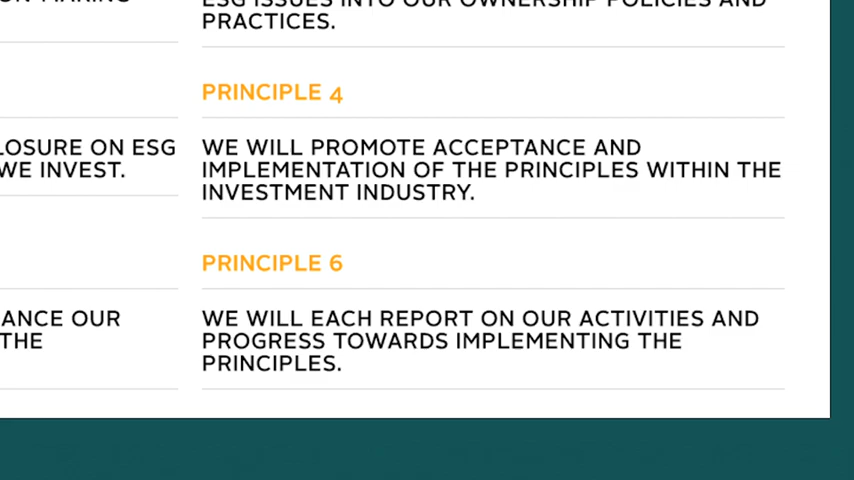 ESG ISSUES INTO OUR OWNERSHIP POLICIES AND
PRACTICES.
PRINCIPLE 4
LOSURE ON ESG
WE INVEST.
WE WILL PROMOTE ACCEPTANCE AND
IMPLEMENTATION OF THE PRINCIPLES WITHIN THE
INVESTMENT INDUSTRY.
PRINCIPLE 6
ANCE OUR
THE
WE WILL EACH REPORT ON OUR ACTIVITIES AND
PROGRESS TOWARDS IMPLEMENTING THE
PRINCIPLES.